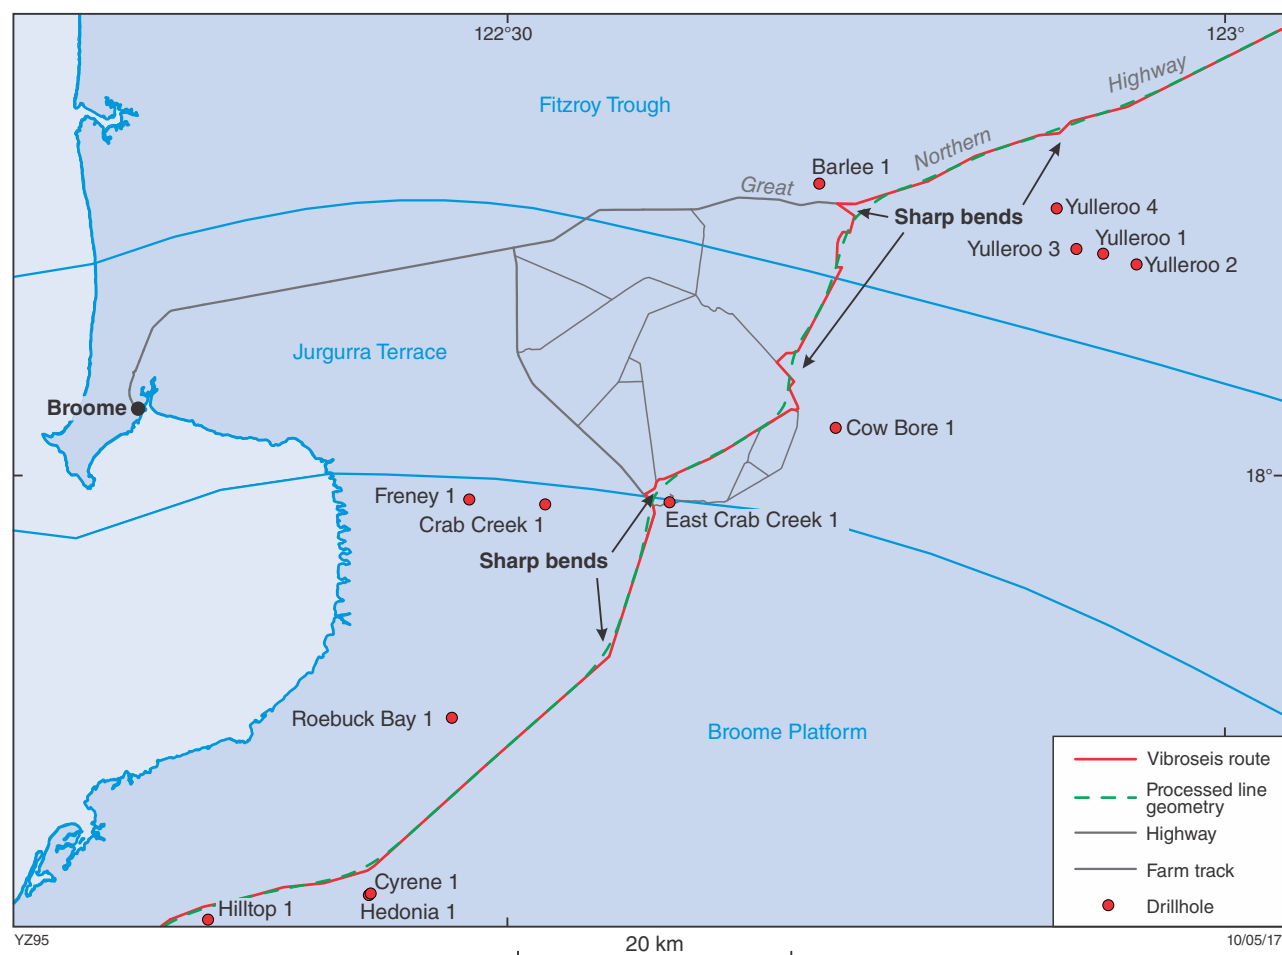 122°30
123°
Highway
Fitzroy Trough
Northern
Barlee 1
Great
Sharp bends
Yulleroo 4
Yulleroo 3
Yulleroo 1
Yulleroo 2
Jurgurra Terrace
Broome
Cow Bore 1
18°
Freney 1
Crab Creek 1
East Crab Creek 1
Sharp bends
Roebuck Bay 1
Broome Platform
Vibroseis route
Processed line
geometry
Highway
Farm track
Drillhole
Cyrene 1
Hedonia 1
Hilltop 1
YZ95
20 km
10/05/17